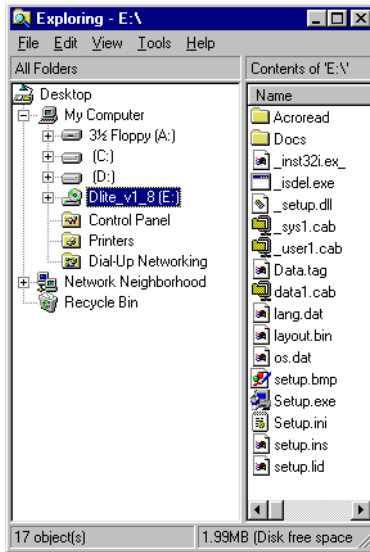 Exploring - E:\
File Edit View Tools Help
All Folders
Contents of 'E:\'
Desktop
My Computer
3½ Floppy (A:)
(C:)
(D:)
Dlite_v1_8 (E:)
Control Panel
Printers
Dial-Up Networking
Network Neighborhood
Recycle Bin
Name
Acroread
Docs
_inst32i.ex_
_isdel.exe
_setup.dll
_sys1.cab
_user1.cab
Data.tag
data1.cab
lang.dat
layout.bin
os.dat
setup.bmp
Setup.exe
Setup.ini
setup.ins
setup.lid
17 object(s)
1.99MB (Disk free space